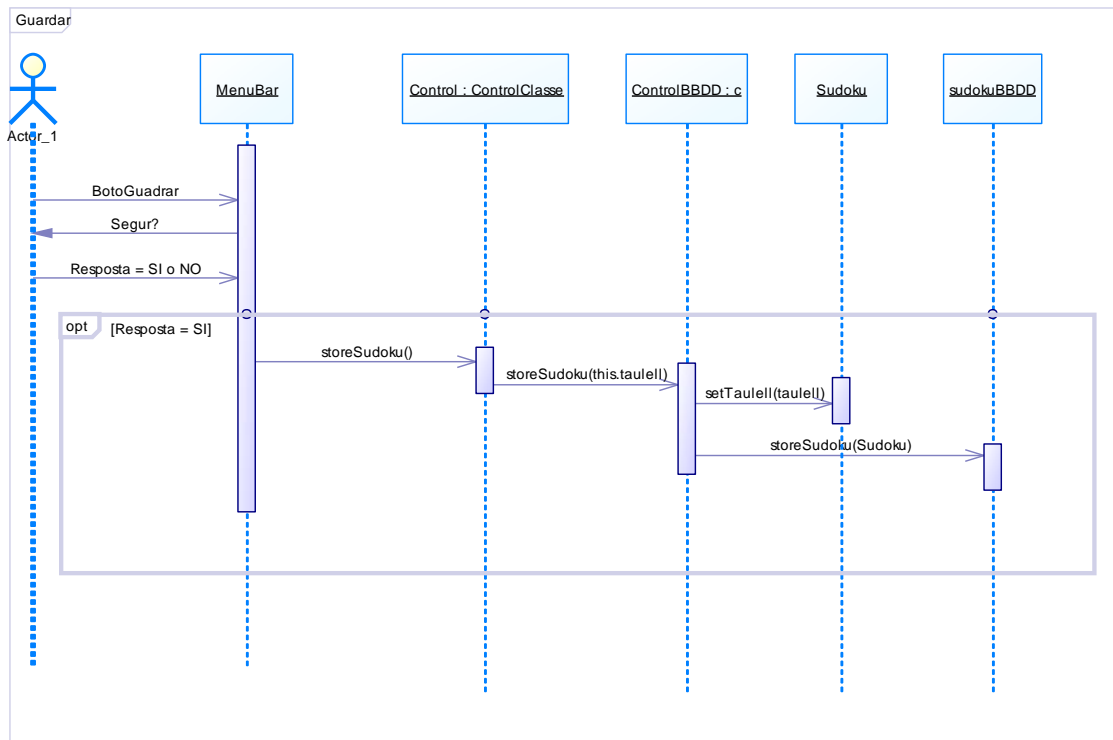 Guardar
Actor_1
MenuBar
Control : ControlClasse
ControlBBDD : c
Sudoku
sudokuBBDD
BotoGuadrar
Segur?
Resposta = SI o NO
opt
[Resposta = SI]
storeSudoku()
storeSudoku(this.taulell)
setTaulell(taulell)
storeSudoku(Sudoku)